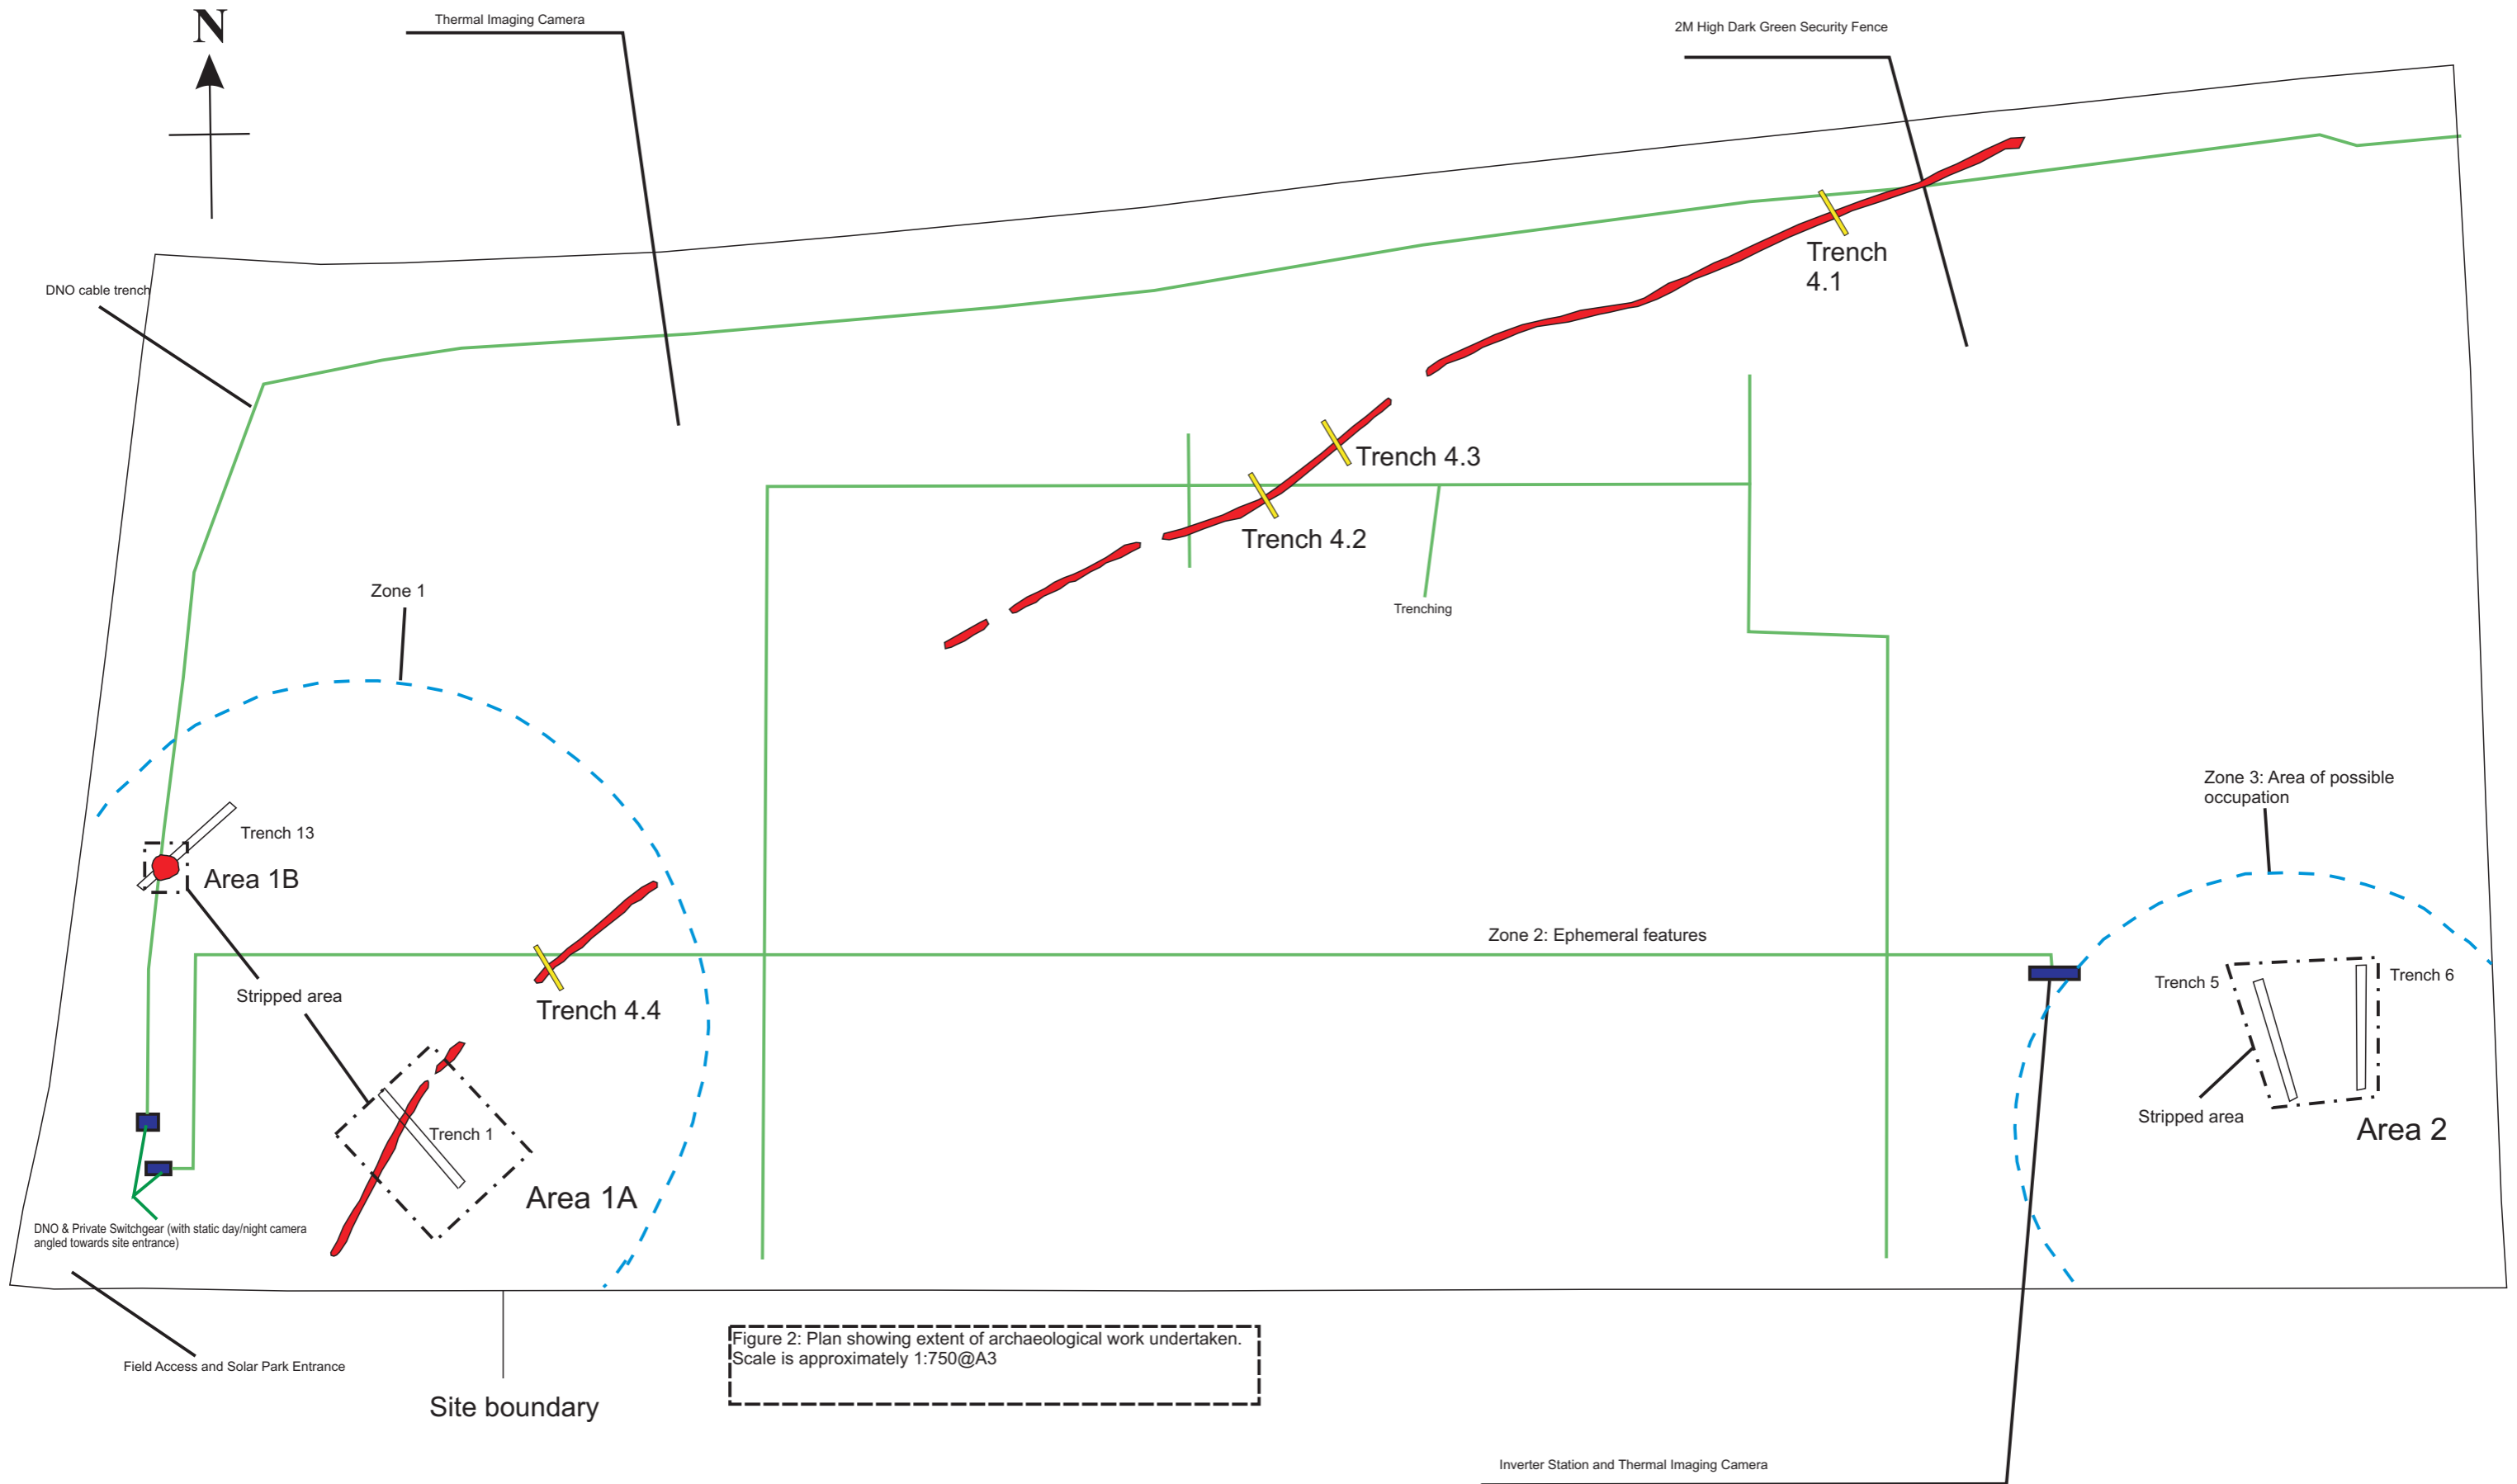 N
Thermal Imaging Camera
2M High Dark Green Security Fence
Trench
4.1
DNO cable trench
Trench 4.3
Trench 4.2
Trenching
Zone 1
Zone 3: Area of possible
occupation
Trench 13
Area 1B
Zone 2: Ephemeral features
Stripped area
Trench 4.4
Trench 5
Trench 6
Stripped area
Area 2
Trench 1
Area 1A
DNO & Private Switchgear (with static day/night camera
angled towards site entrance)
Figure 2: Plan showing extent of archaeological work undertaken.
Scale is approximately 1:750@A3
Field Access and Solar Park Entrance
Site boundary
Inverter Station and Thermal Imaging Camera